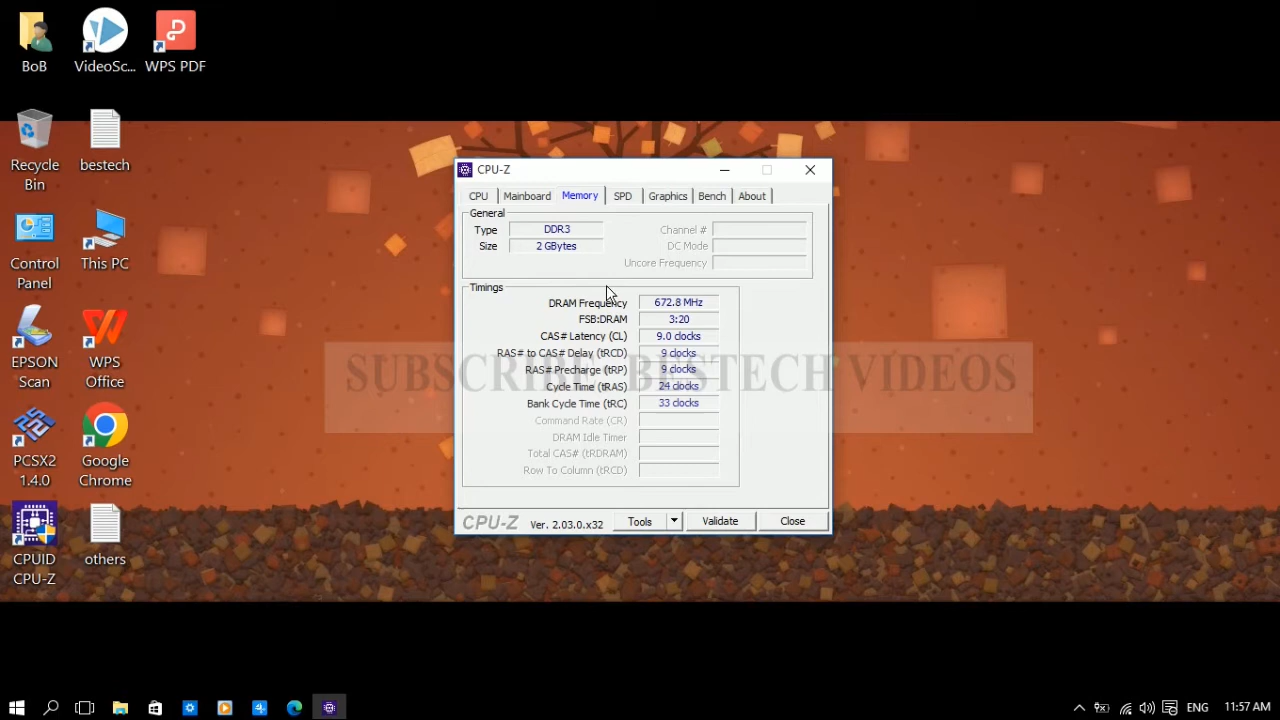 BoB
VideoSc...
WPS PDF
Recycle
Bin
bestech
Control
Panel
This PC
EPSON
Scan
WPS
Office
PCSX2
1.4.0
Google
Chrome
CPUID
CPU-Z
others
CPU-Z
CPU Mainboard Memory SPD Graphics Bench About
General
Type DDR3 Channel #
Size 2 GBytes DC Mode
Uncore Frequency
Timings
DRAM Frequency 672.8 MHz
FSB:DRAM 3:20
CAS# Latency (CL) 9.0 clocks
RAS# to CAS# Delay (tRCD) 9 clocks
RAS# Precharge (tRP) 9 clocks
Cycle Time (tRAS) 24 clocks
Bank Cycle Time (tRC) 33 clocks
Command Rate (CR)
DRAM Idle Timer
Total CAS# (tRDRAM)
Row To Column (tRCD)
SUBSCRIBE BESTECH VIDEOS
CPU-Z Ver. 2.03.0.x32 Tools Validate Close
ENG 11:57 AM